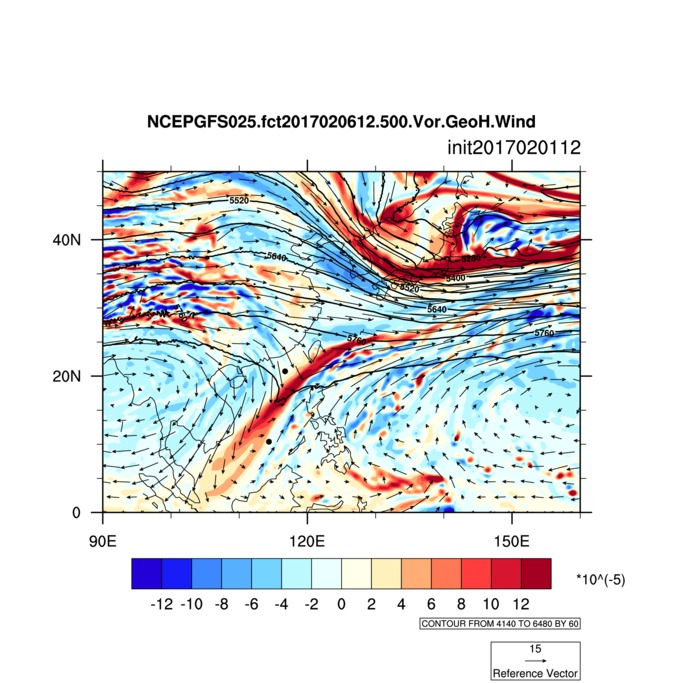 NCEPGFS025.fct2017020612.500.Vor.GeoH.Wind
init2017020112
5520
40N
5640
5160
5400
5520
5640
5760
5760
20N
0
90E 120E 150E
*10^(-5)
-12 -10 -8 -6 -4 -2 0 2 4 6 8 10 12
CONTOUR FROM 4140 TO 6480 BY 60
15
Reference Vector